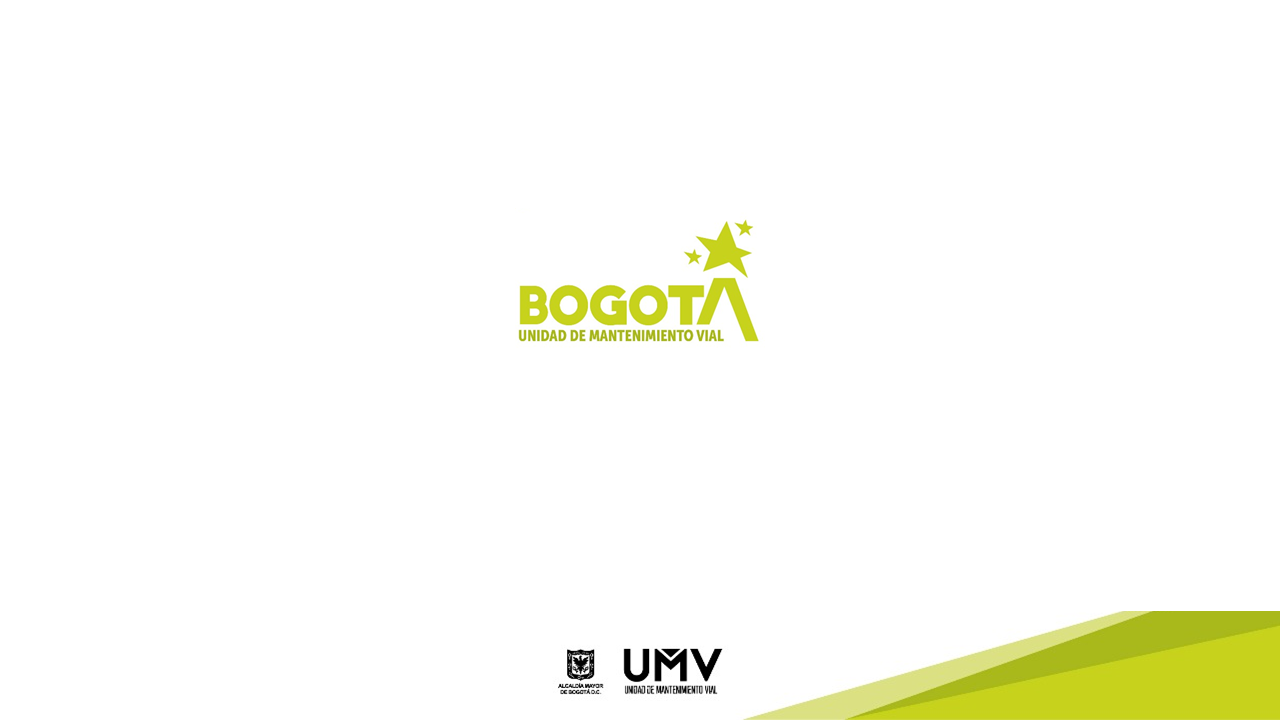 BOGOTÁ
UNIDAD DE MANTENIMIENTO VIAL
ALCALDÍA MAYOR
DE BOGOTÁ D.C.
UMV
UNIDAD DE MANTENIMIENTO VIAL